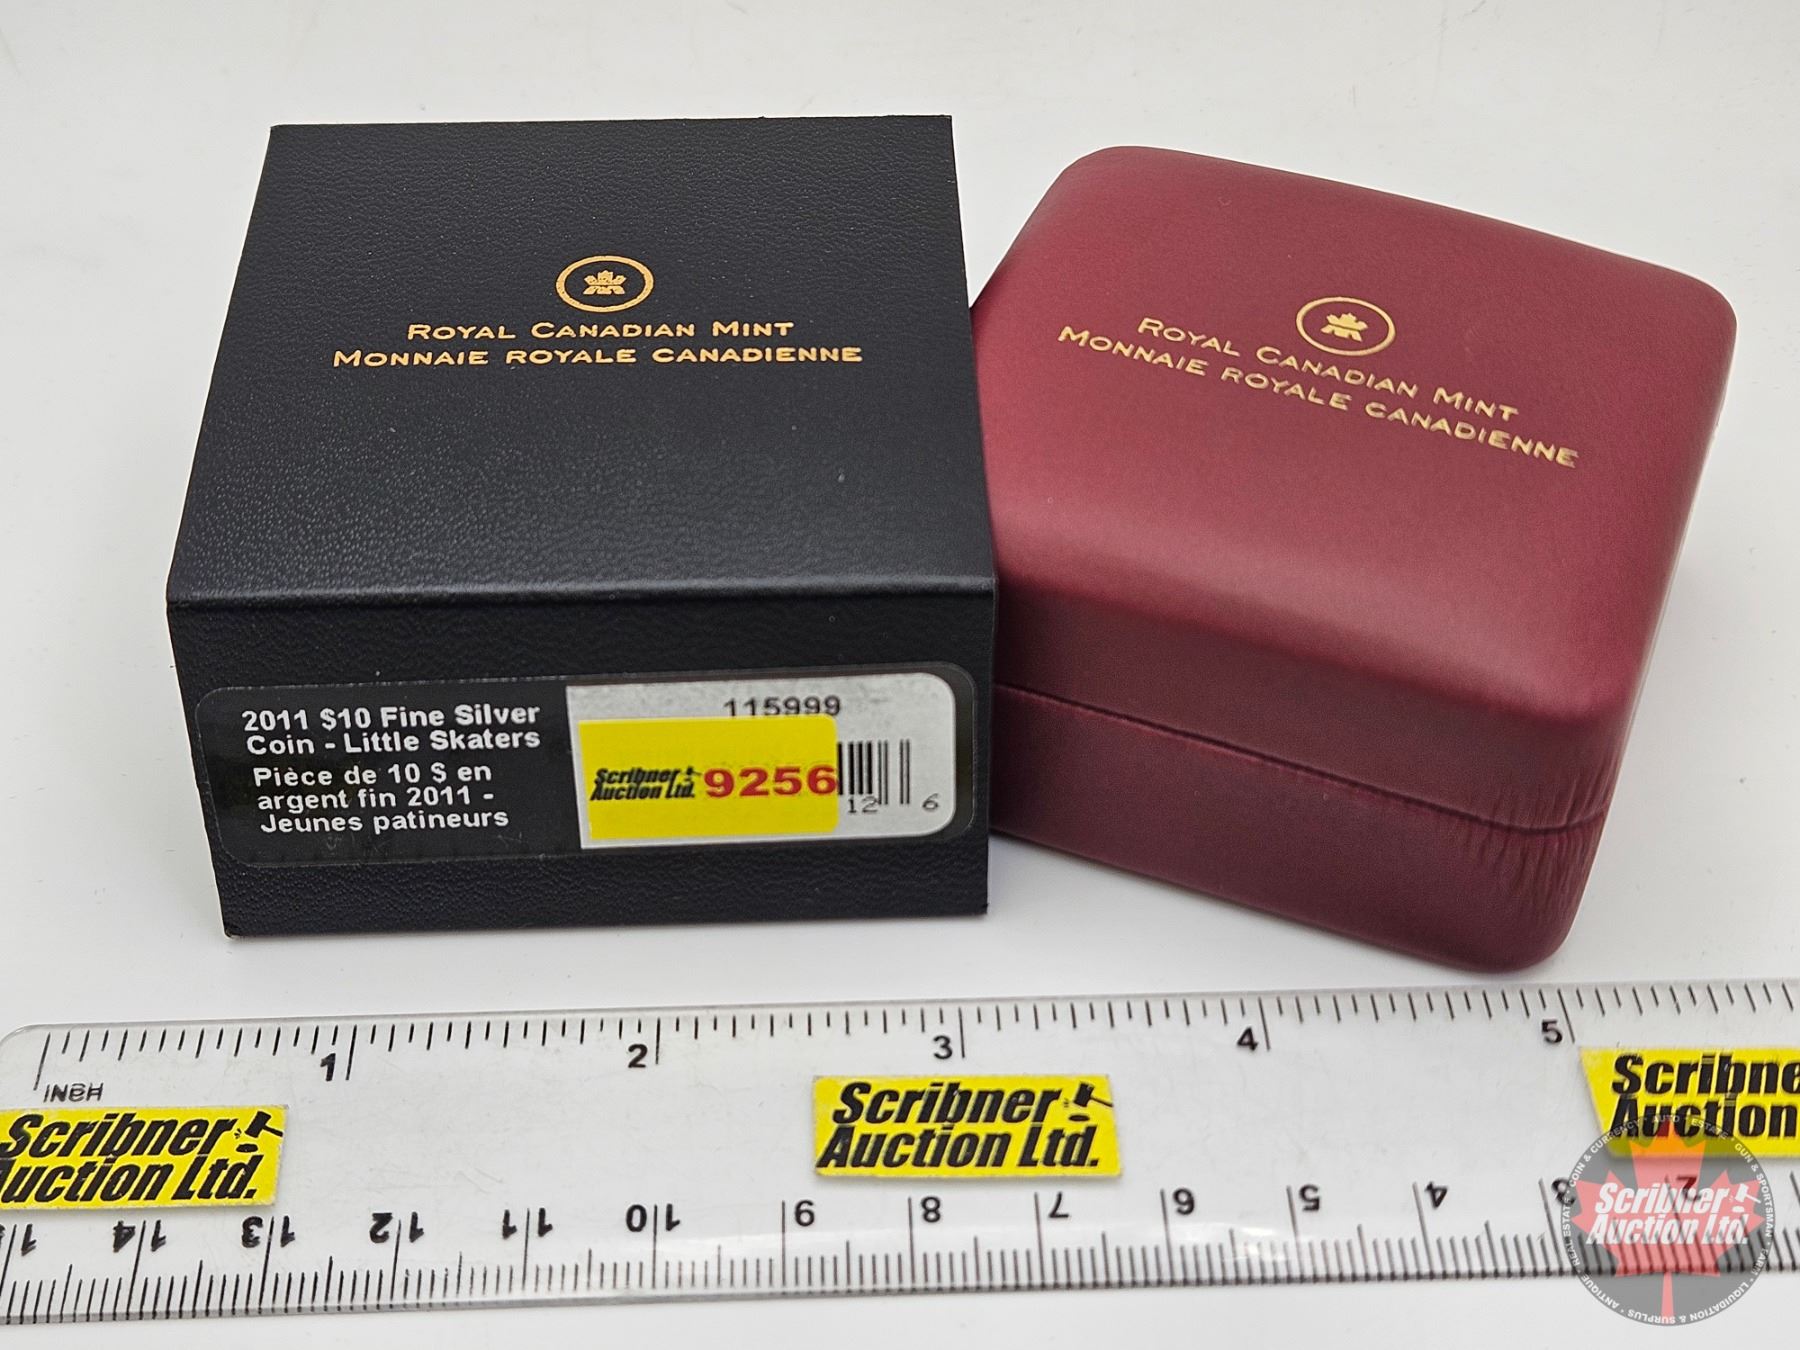 ROYAL CANADIAN MINT
MONNAIE ROYALE CANADIENNE
ROYAL CANADIAN MINT
MONNAIE ROYALE CANADIENNE
2011 $10 Fine Silver
Coin - Little Skaters
Pièce de 10 $ en
argent fin 2011 -
Jeunes patineurs
115999
Scribner
Auction Ltd.
9256
12 6
1 2 3 4 5
INCH
Scribner
Auction Ltd.
Scribner
Auction Ltd.
Scribner
Auction
14 13 12 11 10 9 8 7 6 5 4 3 2
Scribner
Auction Ltd.